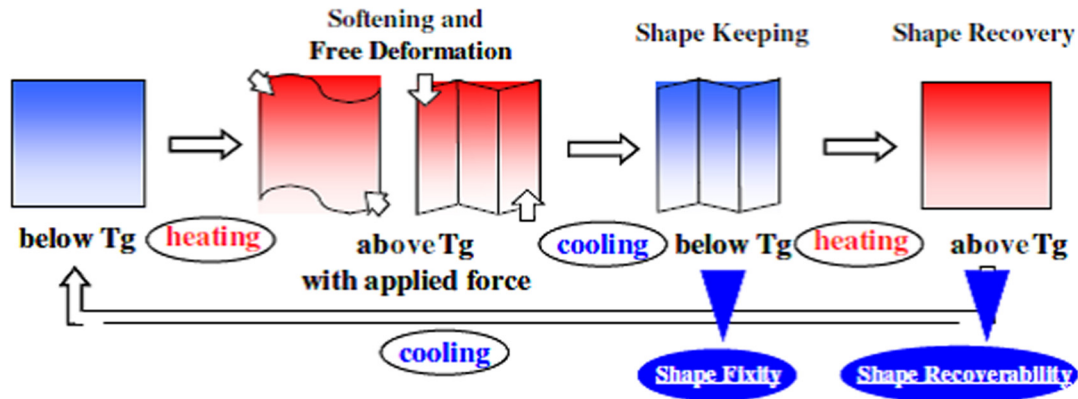 Softening and
Free Deformation
Shape Keeping
Shape Recovery
below Tg
heating
above Tg
with applied force
cooling
below Tg
heating
above Tg
cooling
Shape Fixity
Shape Recoverability